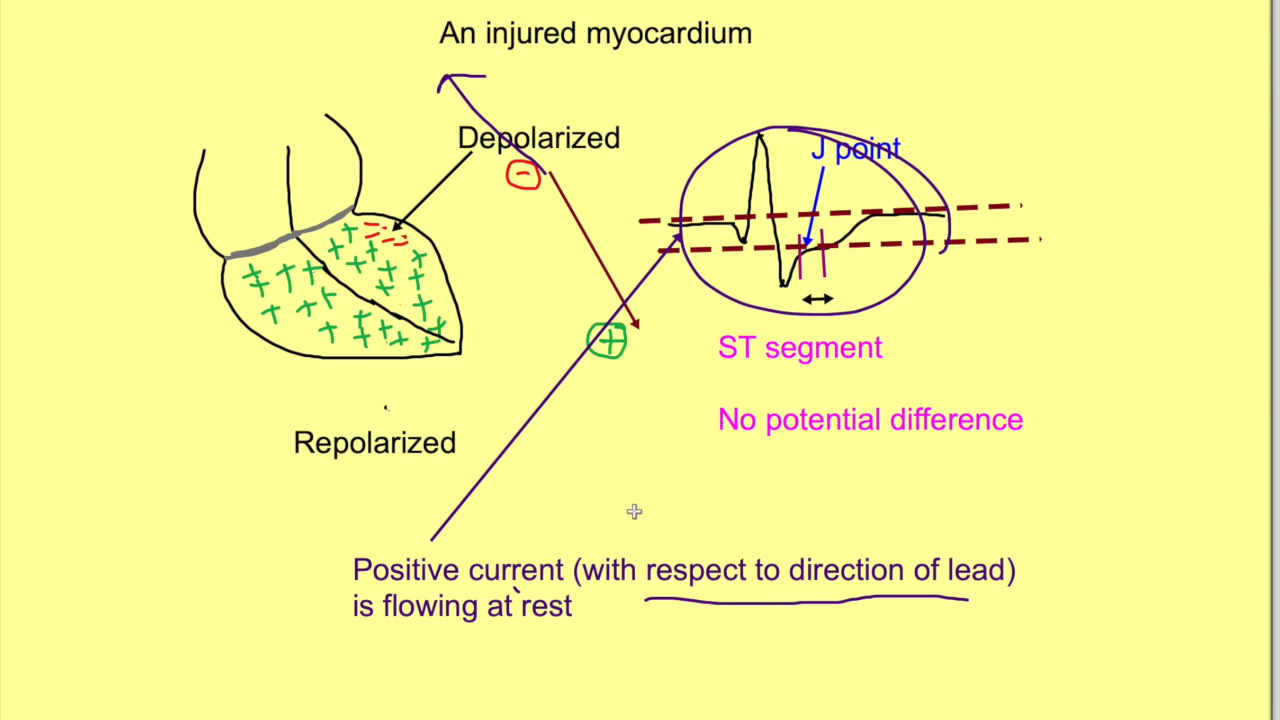 An injured myocardium
Depolarized
-
J point
+
ST segment
No potential difference
Repolarized
Positive current (with respect to direction of lead)
is flowing at rest